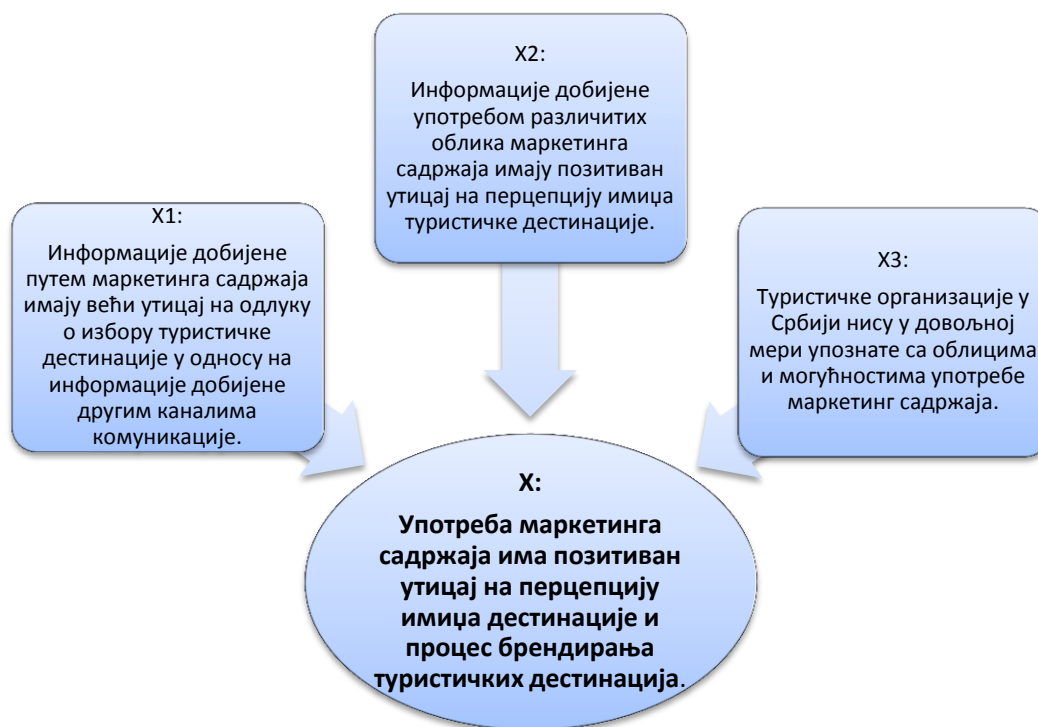 Х1:
Информације добијене
путем маркетинга садржаја
имају већи утицај на одлуку
о избору туристичке
дестинације у односу на
информације добијене
другим каналима
комуникације.
Х2:
Информације добијене
употребом различитих
облика маркетинга
садржаја имају позитиван
утицај на перцепцију имиџа
туристичке дестинације.
Х3:
Туристичке организације у
Србији нису у довољној
мери упознате са облицима
и могућностима употребе
маркетинг садржаја.
Х:
Употреба маркетинга
садржаја има позитиван
утицај на перцепцију
имиџа дестинације и
процес брендирања
туристичких дестинација.